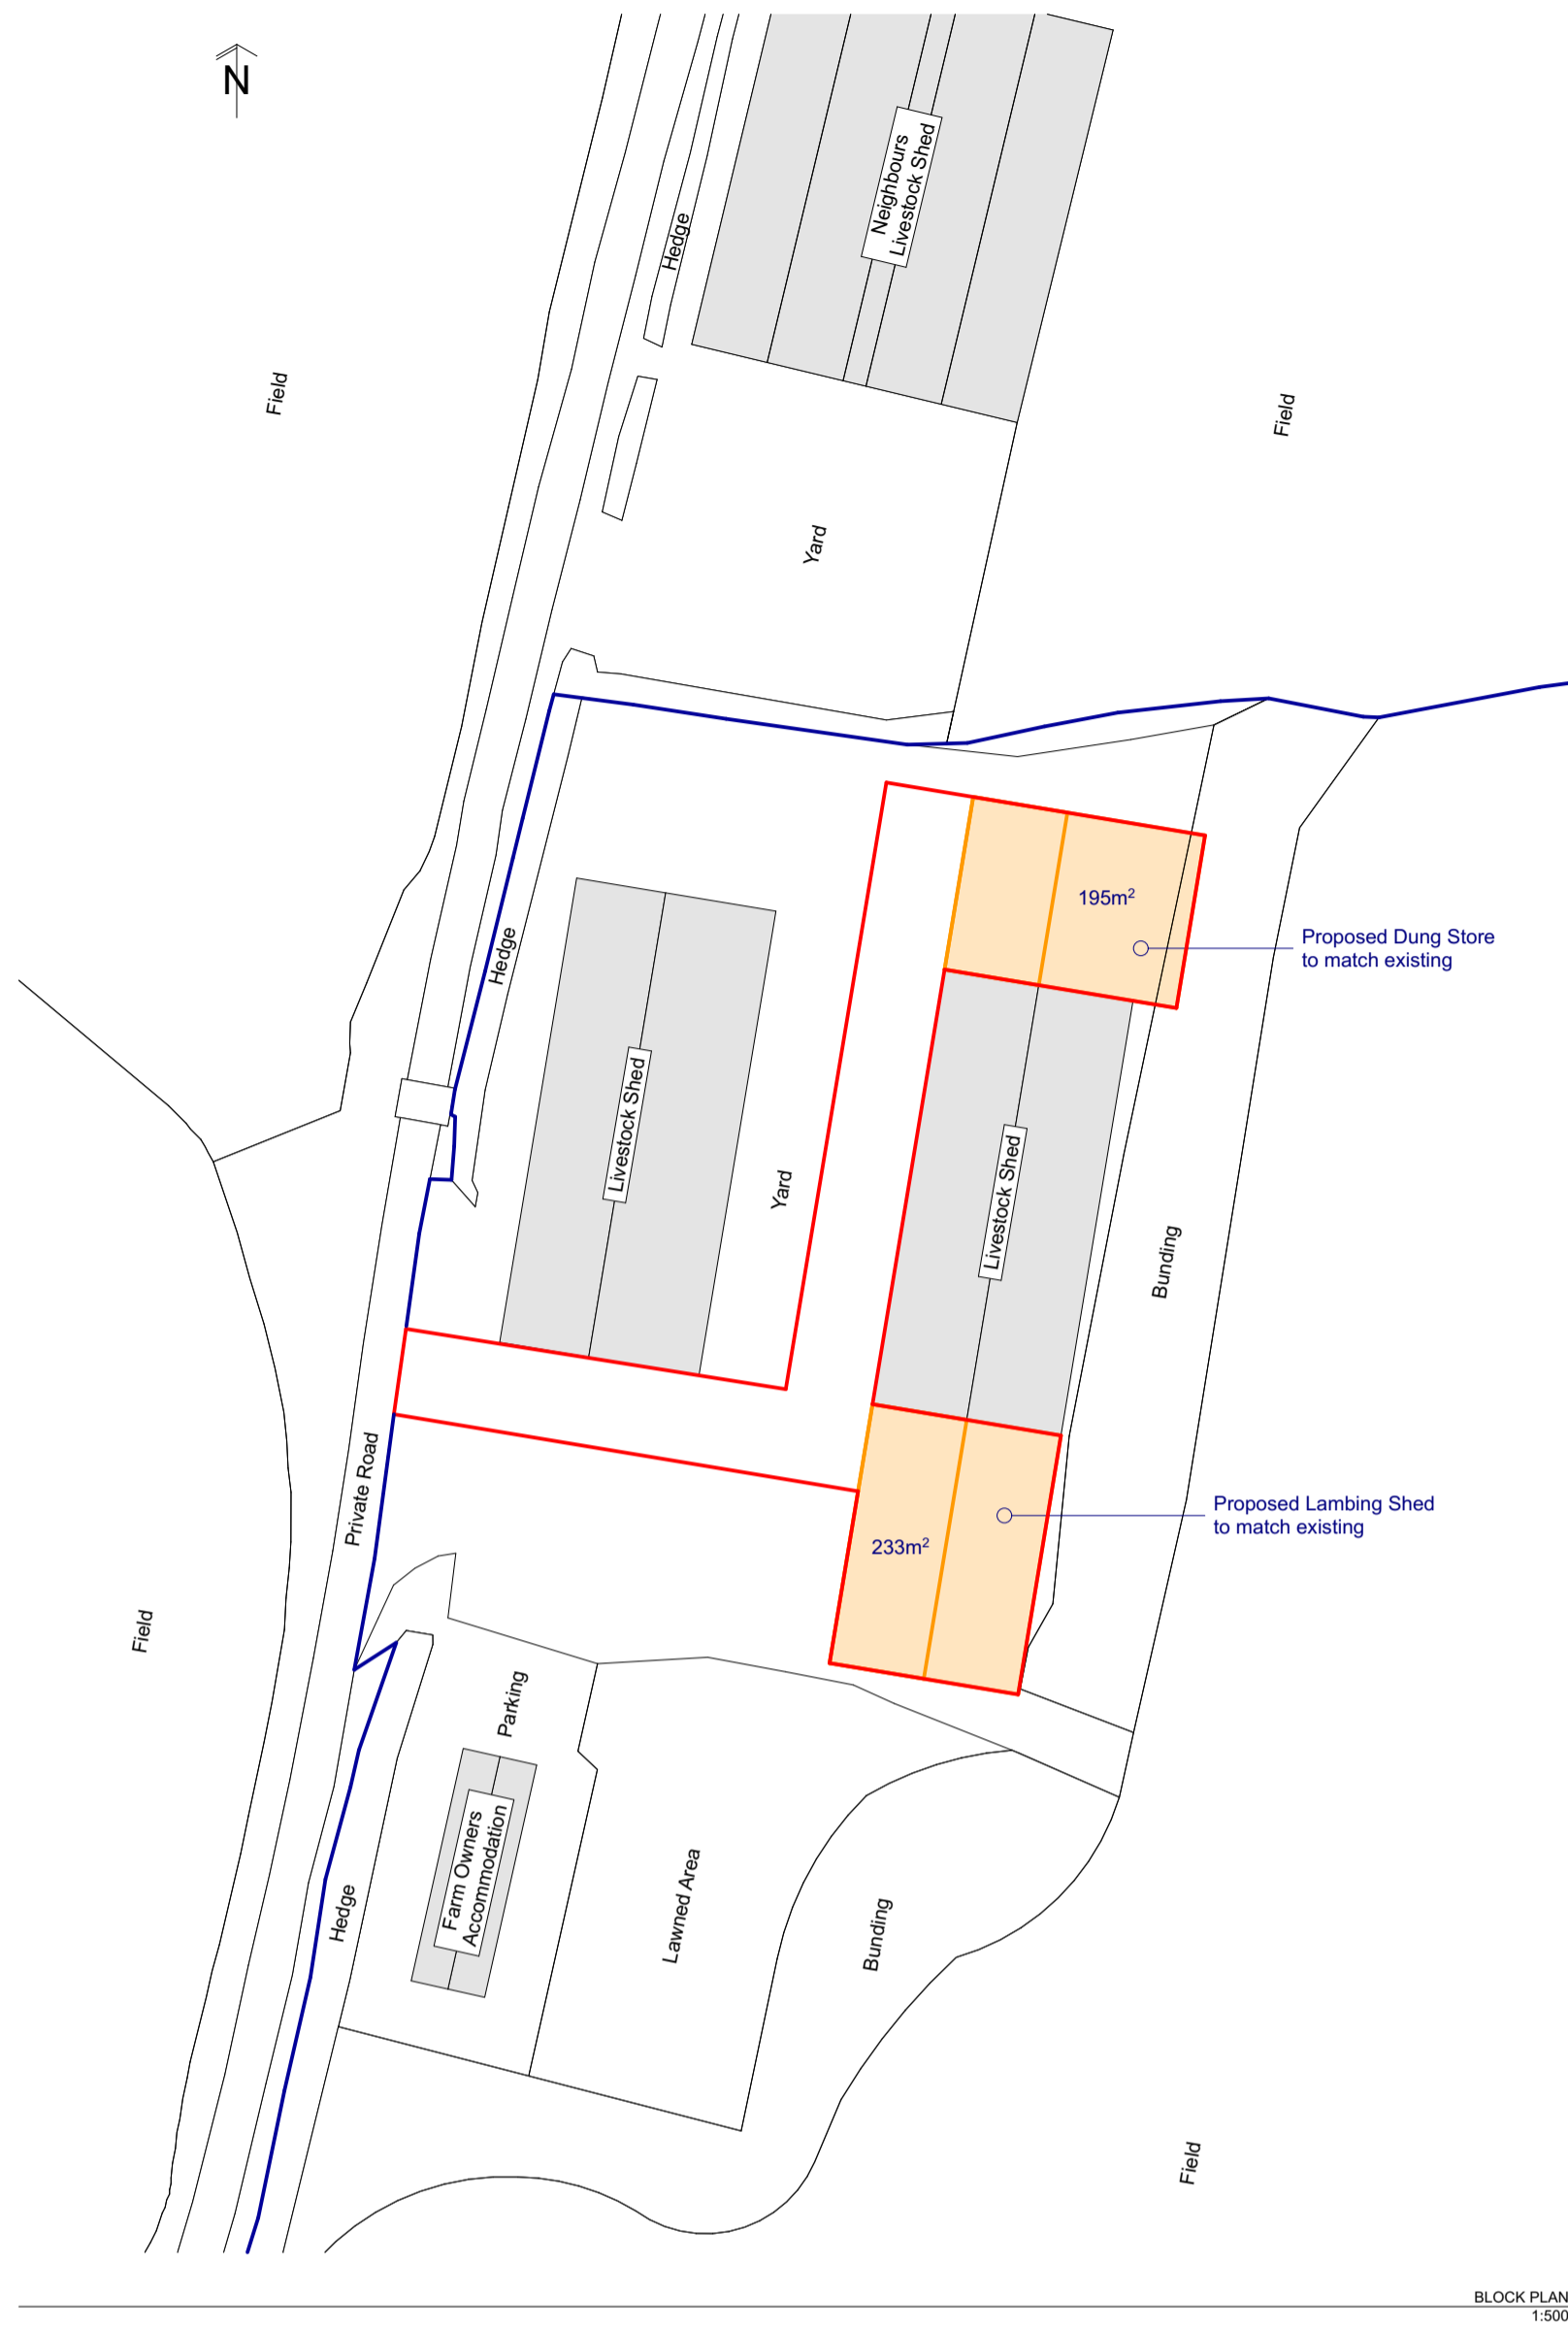 N
Neighbours
Livestock Shed
Hedge
Field
Field
Yard
195m²
Proposed Dung Store
to match existing
Hedge
Livestock Shed
Yard
Livestock Shed
Bunding
Private Road
Proposed Lambing Shed
to match existing
233m²
Field
Parking
Farm Owners
Accommodation
Hedge
Lawned Area
Bunding
Field
BLOCK PLAN
1:500